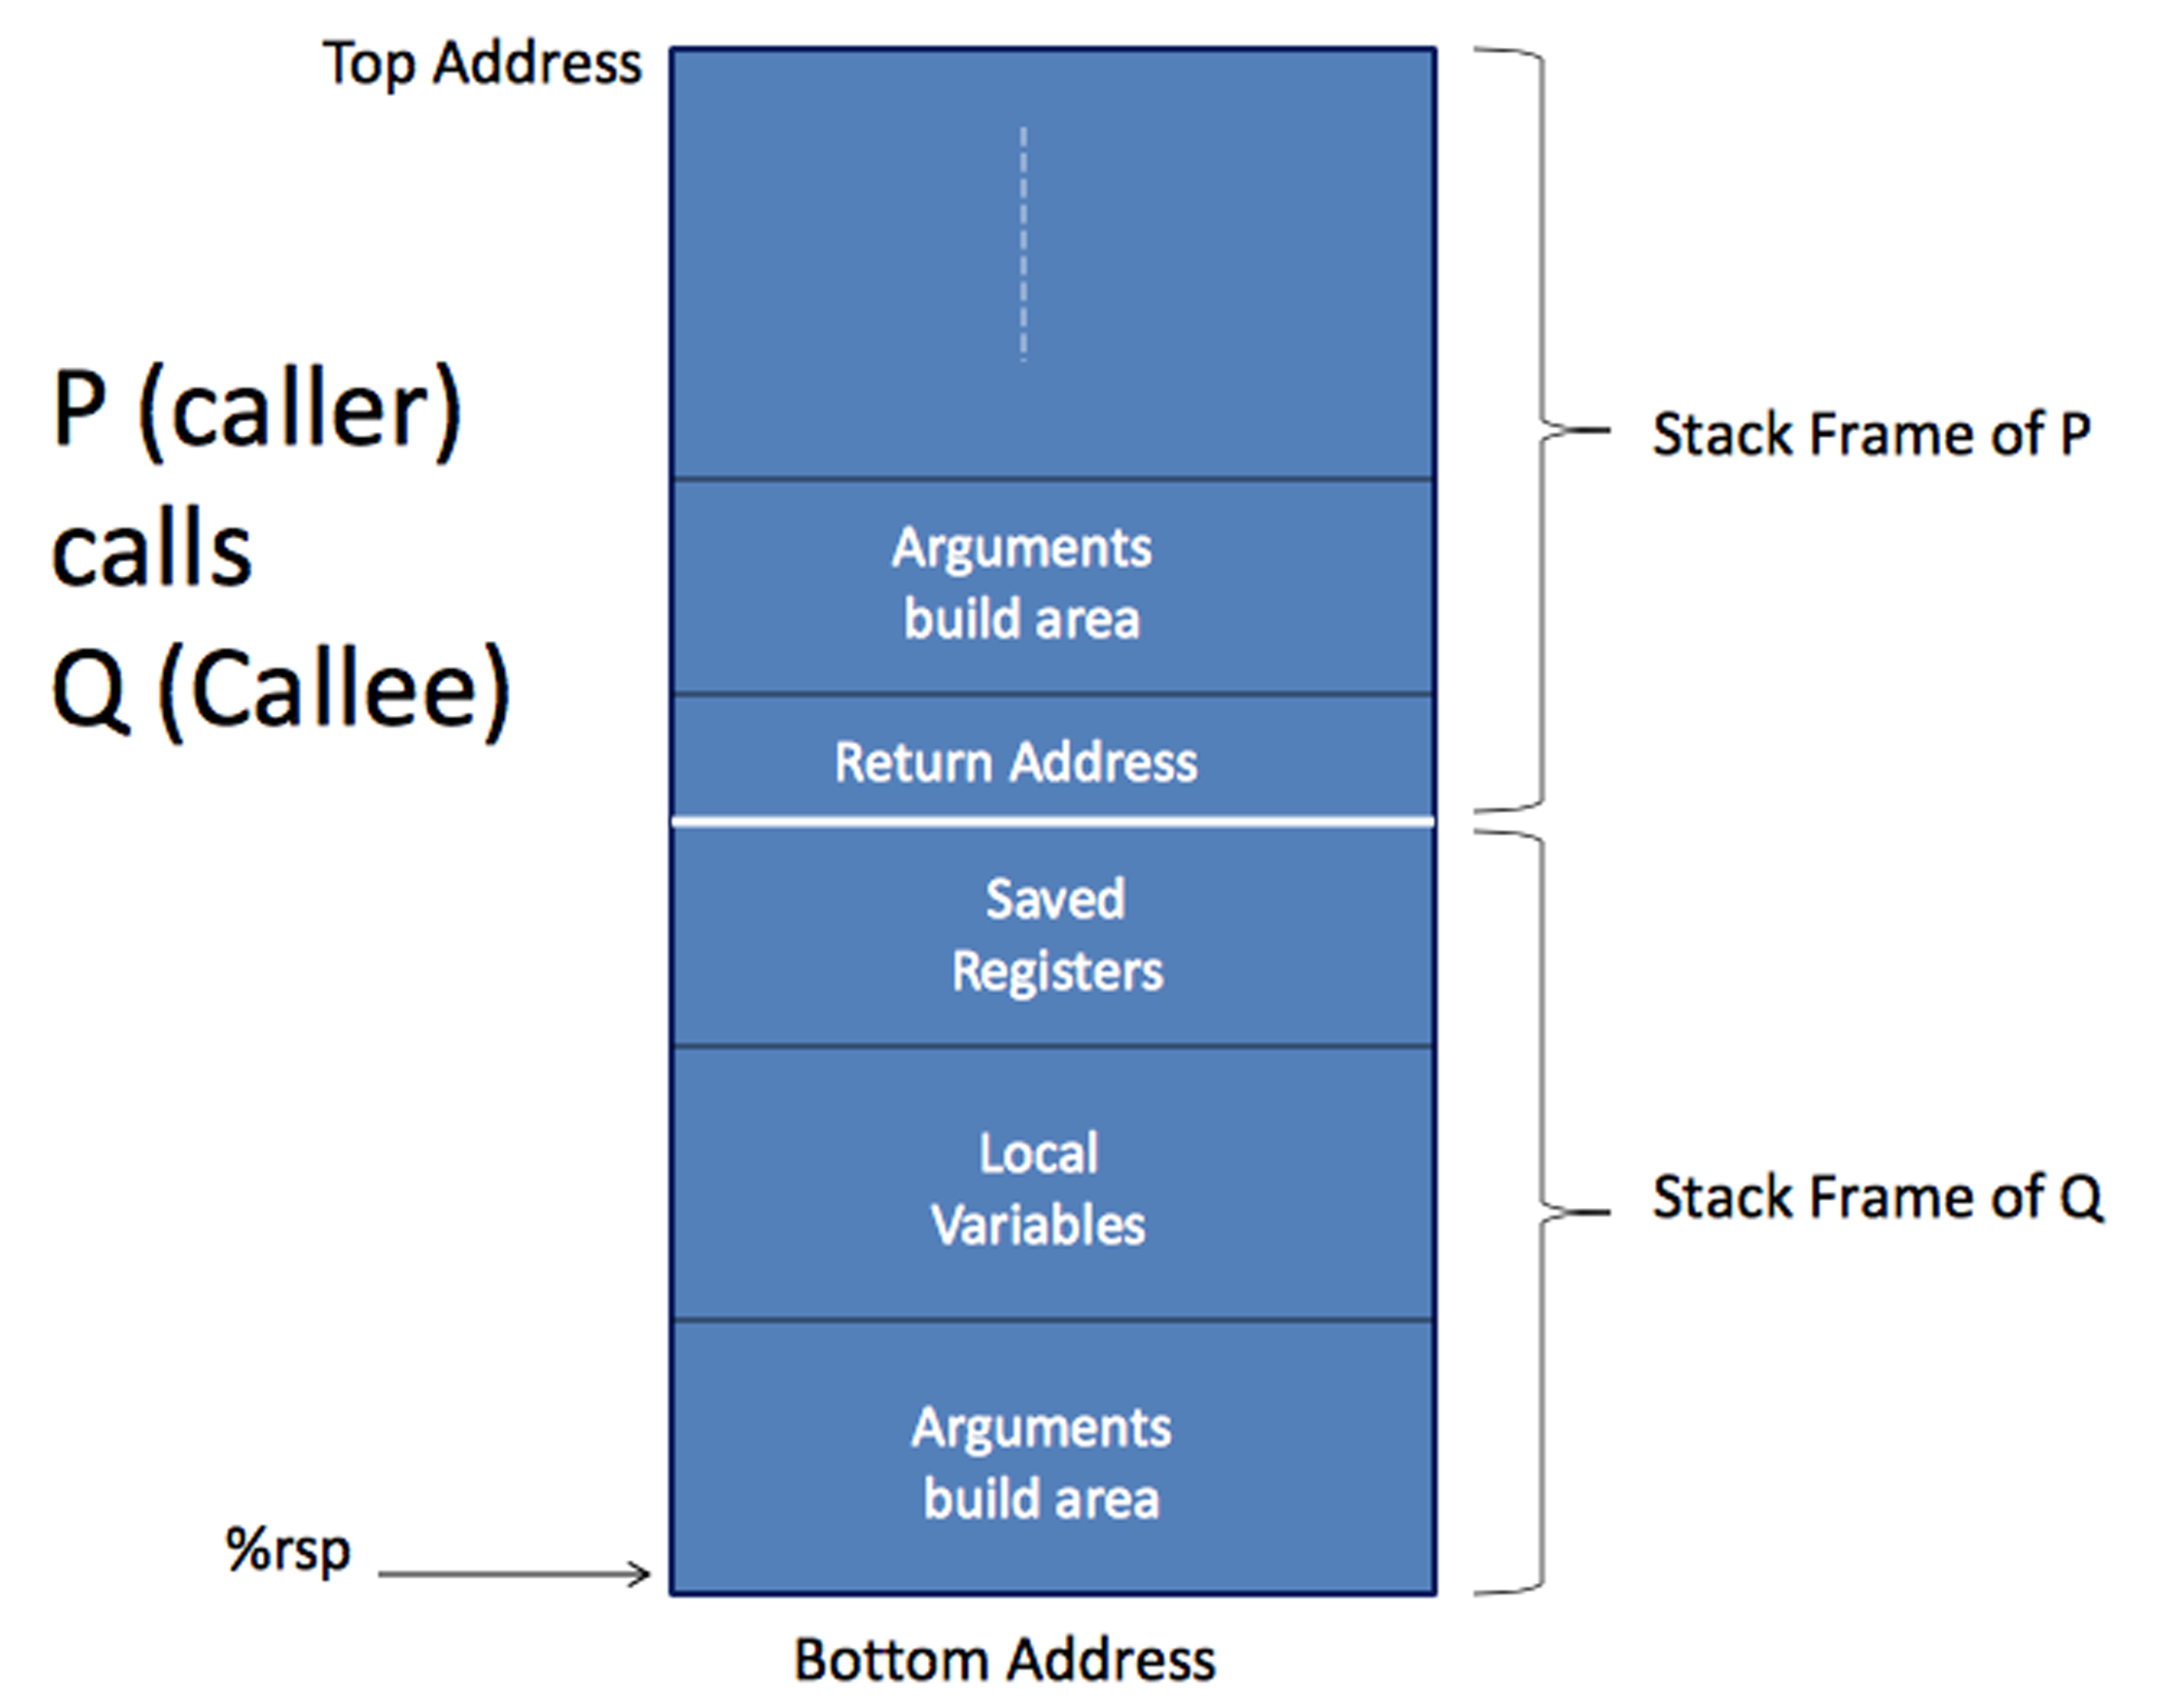 Top Address
P (caller)
calls
Q (Callee)
Arguments
build area
Return Address
Stack Frame of P
Saved
Registers
Local
Variables
Stack Frame of Q
Arguments
build area
%rsp
Bottom Address